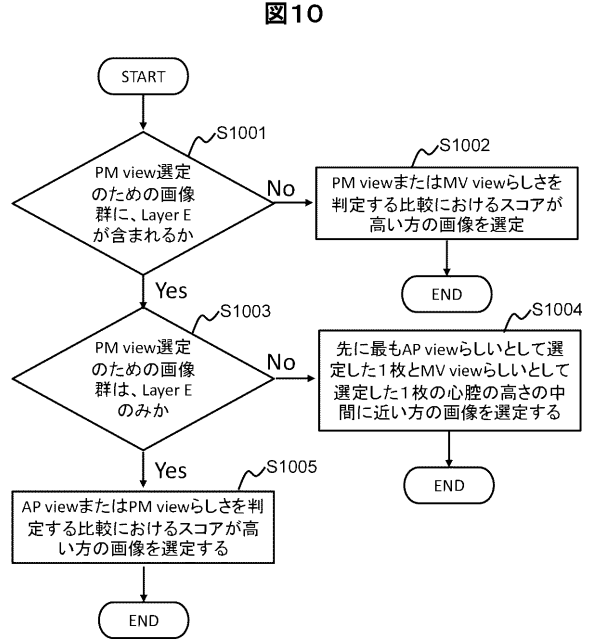 図10
START
S1001
PM view選定
のための画像
群に、Layer E
が含まれるか
No
S1002
PM viewまたはMV viewらしさを
判定する比較におけるスコアが
高い方の画像を選定
END
Yes
S1003
PM view選定
のための画像
群は、Layer E
のみか
No
S1004
先に最もAP viewらしいとして選
定した1枚とMV viewらしいとして
選定した1枚の心腔の高さの中
間に近い方の画像を選定する
END
Yes
S1005
AP viewまたはPM viewらしさを判
定する比較におけるスコアが高
い方の画像を選定する
END